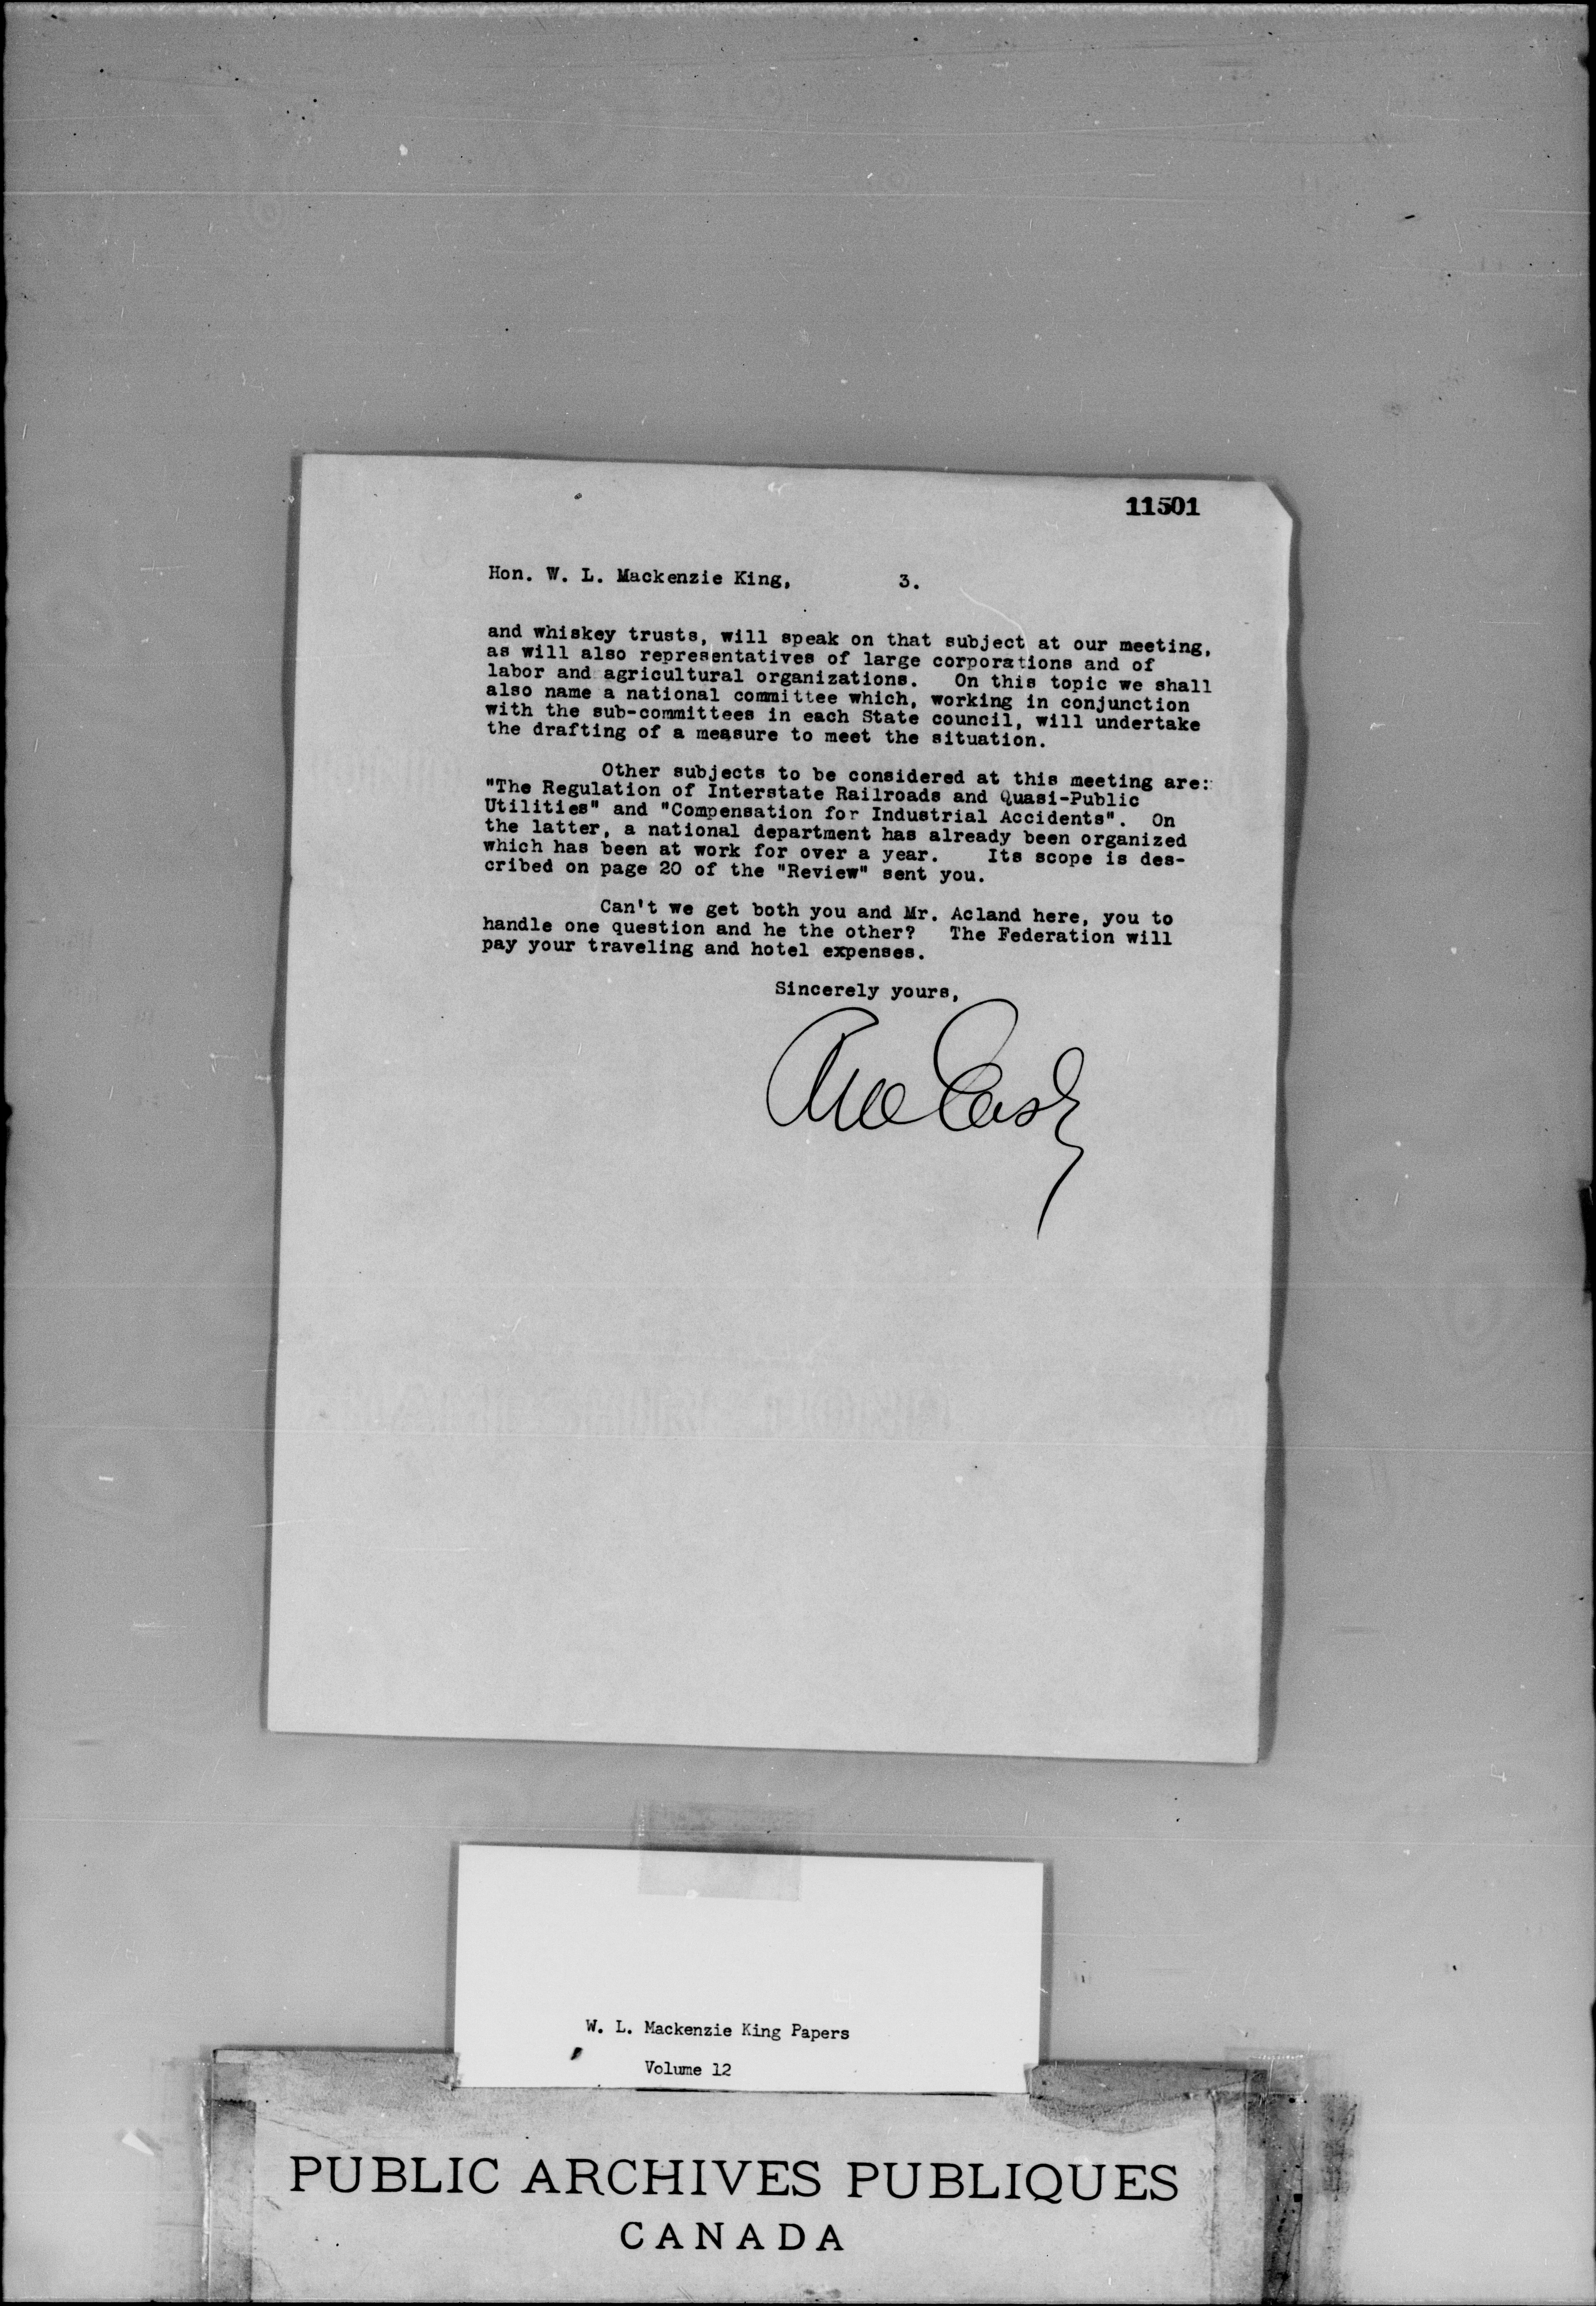 11501
Hon. W. L. Mackenzie King, 3.
and whiskey trusts, will speak on that subject at our meeting,
as will also representatives of large corporations and of
labor and agricultural organizations. On this topic we shall
also name a national committee which, working in conjunction
with the sub-committees in each State council, will undertake
the drafting of a measure to meet the situation.
Other subjects to be considered at this meeting are:
"The Regulation of Interstate Railroads and Quasi-Public
Utilities" and "Compensation for Industrial Accidents". On
the latter, a national department has already been organized
which has been at work for over a year. Its scope is des-
cribed on page 20 of the "Review" sent you.
Can't we get both you and Mr. Acland here, you to
handle one question and he the other? The Federation will
pay your traveling and hotel expenses.
Sincerely yours,
W. L. Mackenzie King Papers
Volume 12
PUBLIC ARCHIVES PUBLIQUES
CANADA